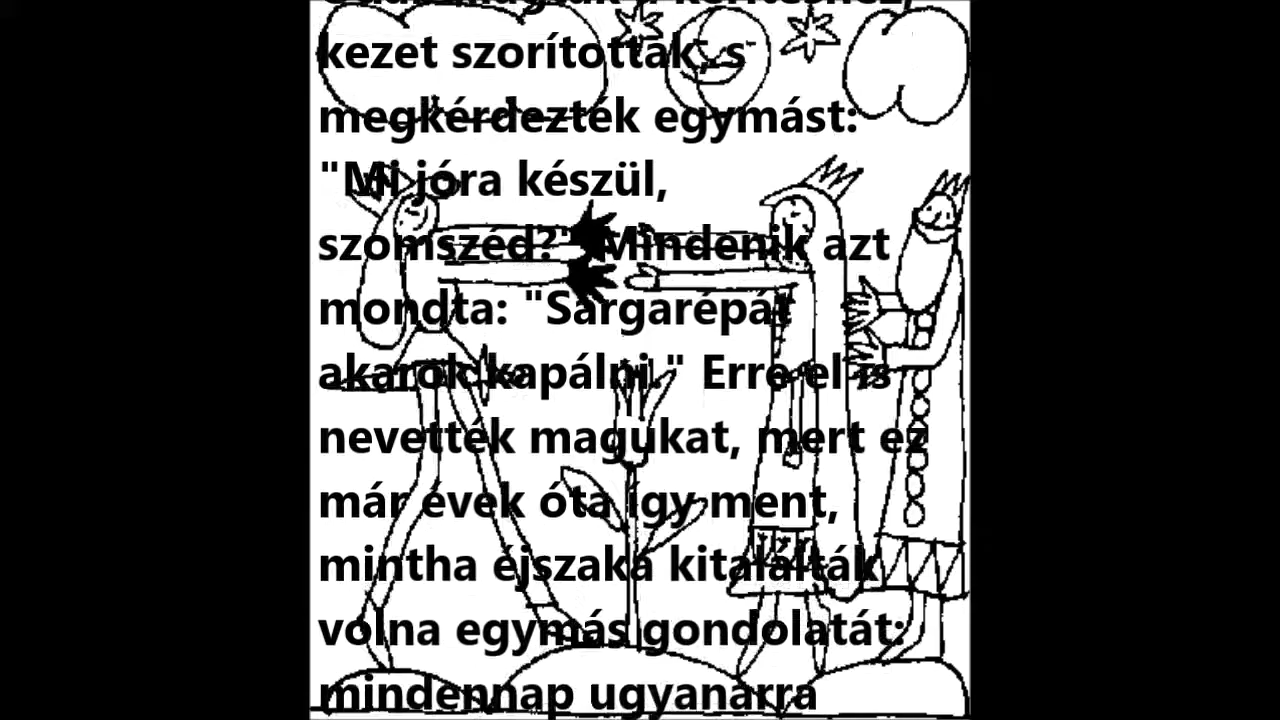 kezet szorítottak, s
megkérdezték egymást:
"Mi jóra készül,
szomszéd?" Mindenik azt
mondta: "Sárgarépát
akarok kapálni." Erre el is
nevették magukat, mert ez
már évek óta így ment,
mintha éjszaka kitalálták
volna egymás gondolatát:
mindennap ugyanarra